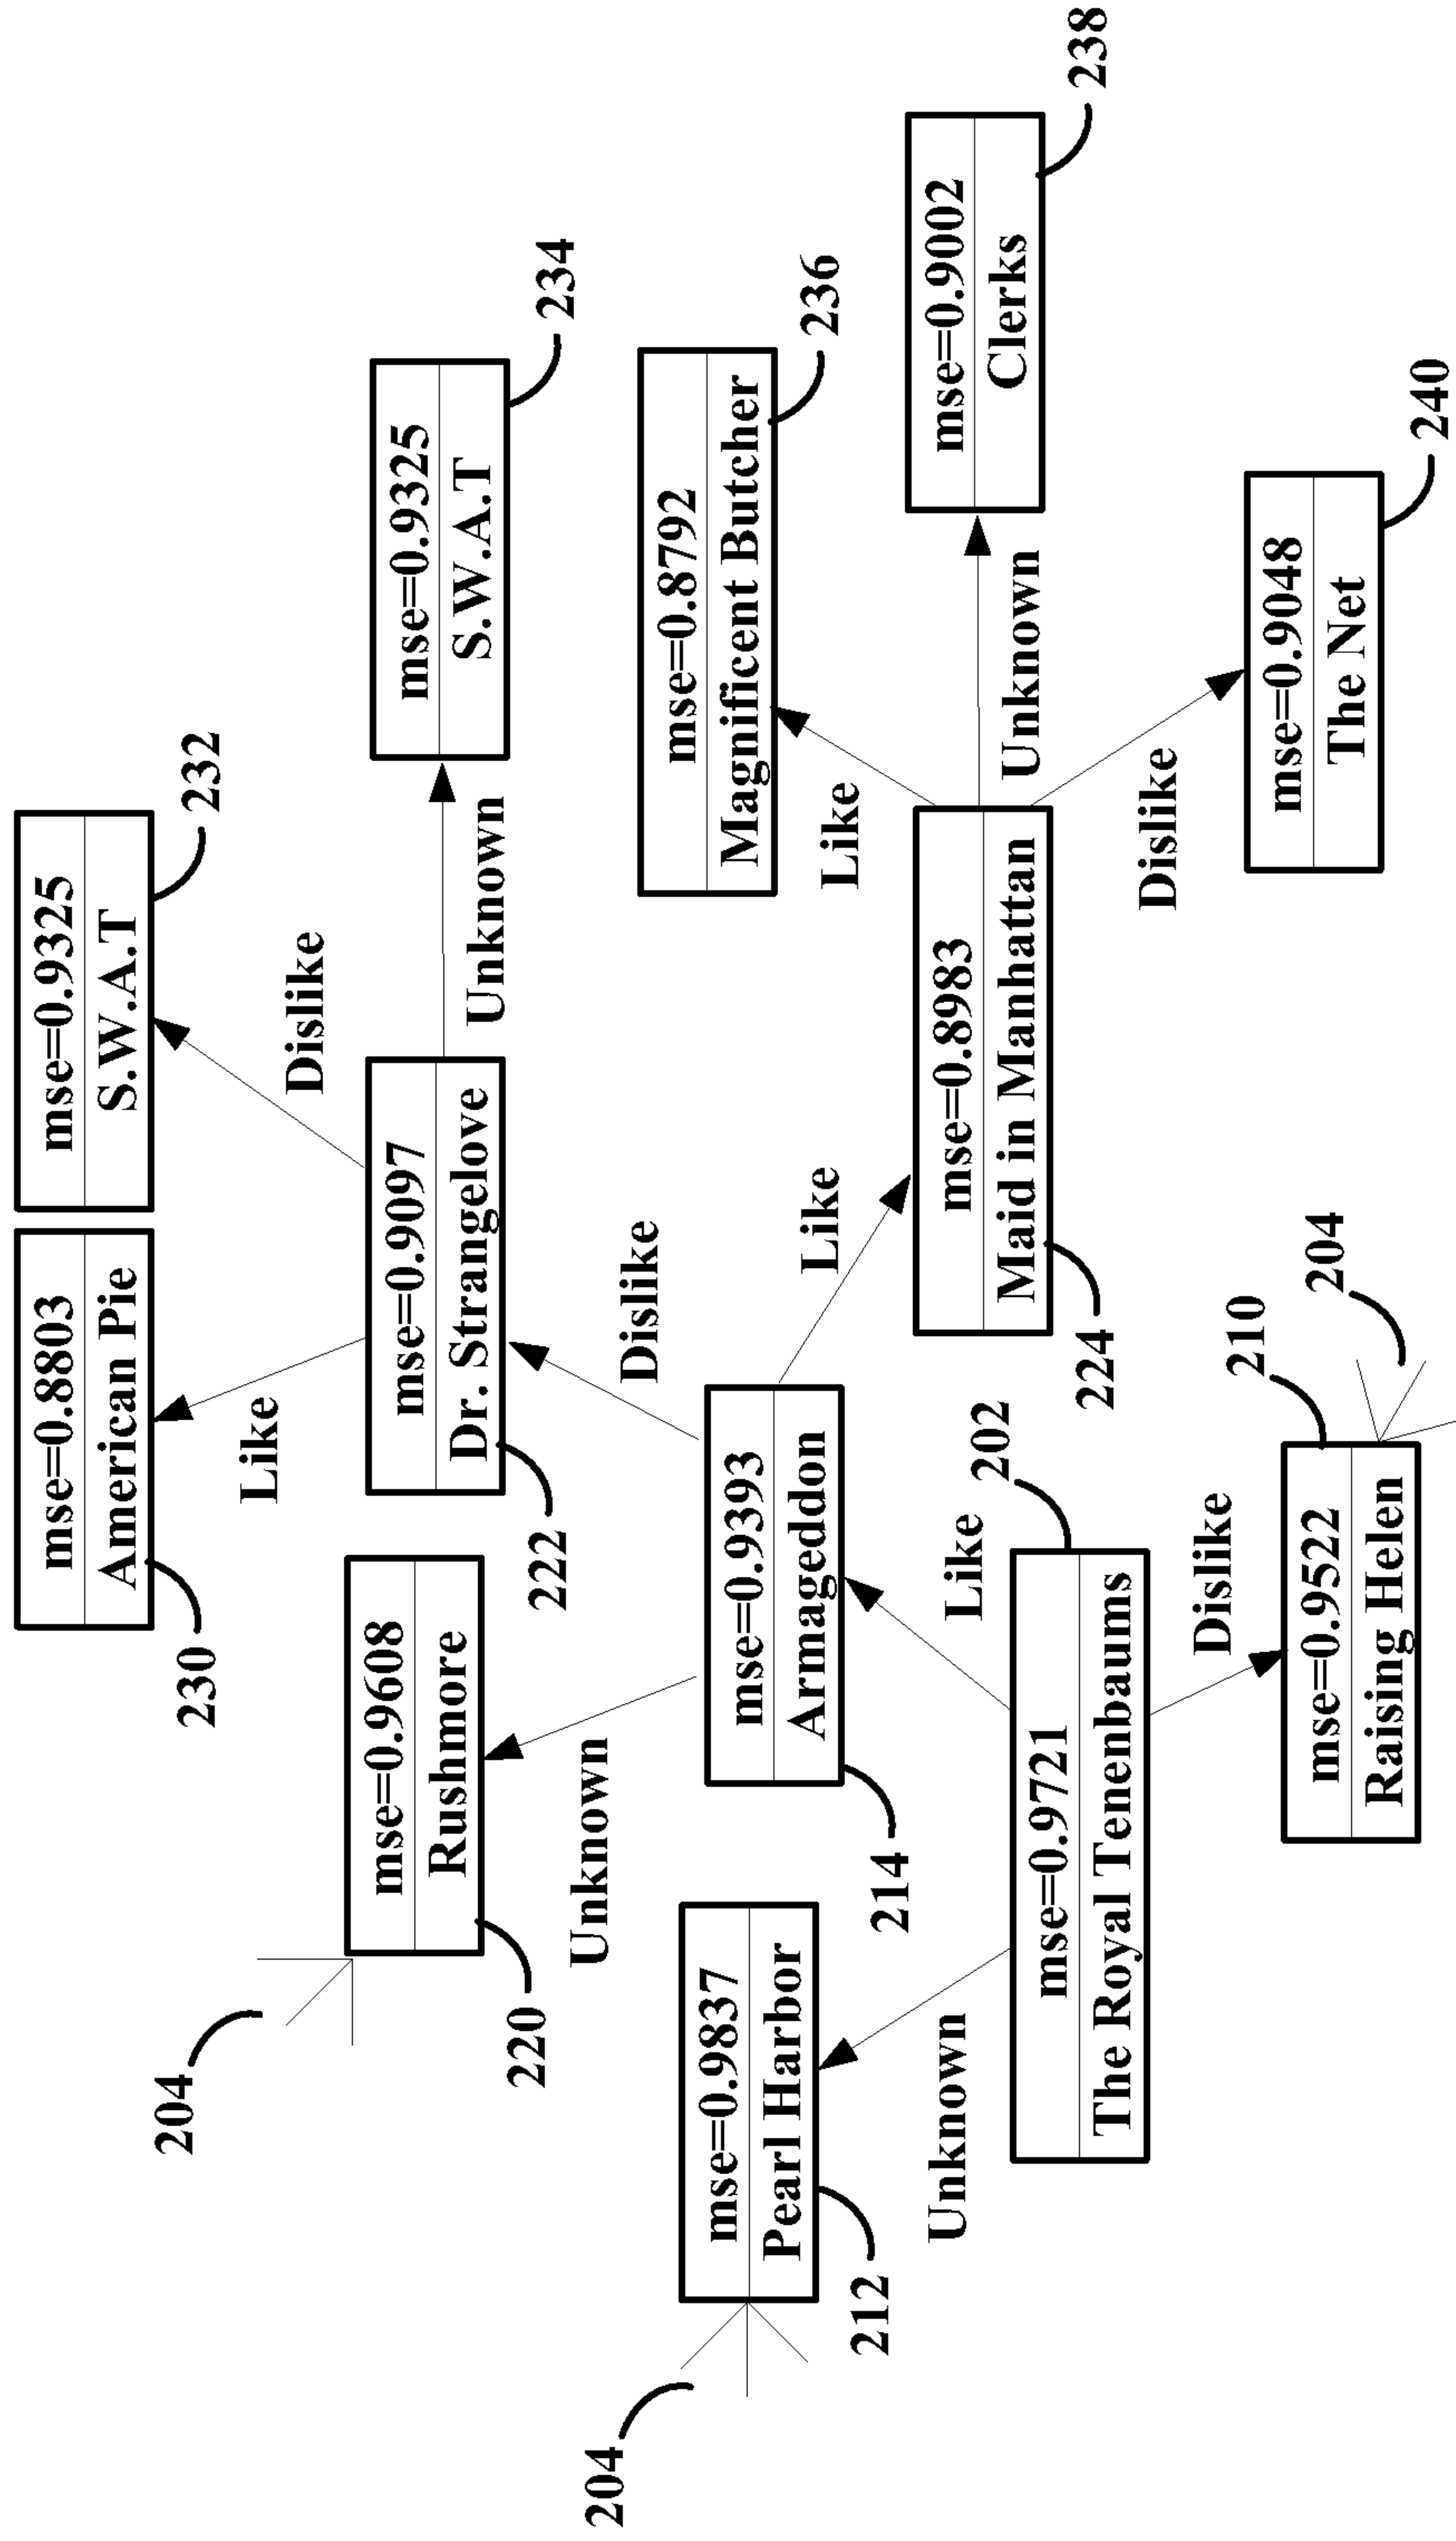 204
204
212
mse=0.9837
Pearl Harbor
Unknown
220
mse=0.9608
Rushmore
Unknown
mse=0.9721
The Royal Tenenbaums
202
Like
Dislike
214
mse=0.9393
Armageddon
mse=0.9522
Raising Helen
210
204
230
mse=0.8803
American Pie
Like
222
mse=0.9097
Dr. Strangelove
Dislike
Like
224
mse=0.8983
Maid in Manhattan
mse=0.9325
S.W.A.T
232
Dislike
Unknown
Like
Unknown
Dislike
mse=0.9325
S.W.A.T
234
mse=0.8792
Magnificent Butcher
236
mse=0.9002
Clerks
238
mse=0.9048
The Net
240